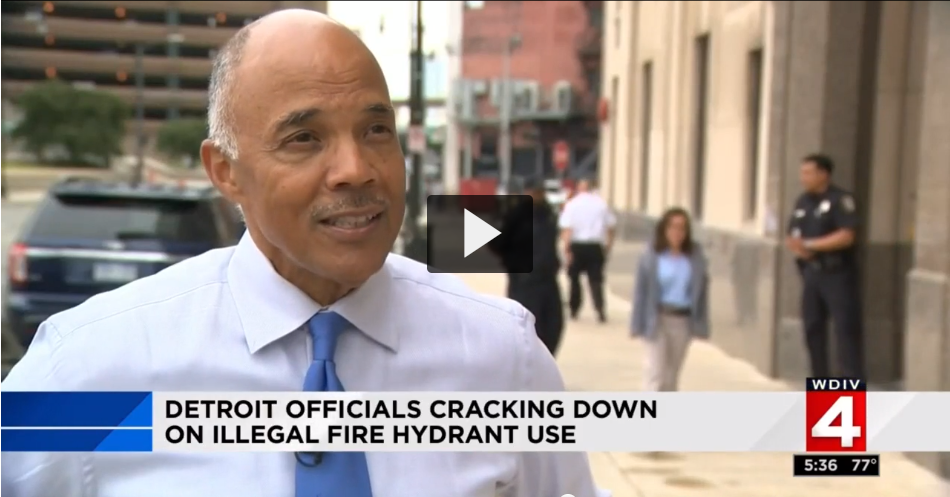 DETROIT OFFICIALS CRACKING DOWN
ON ILLEGAL FIRE HYDRANT USE
WDIV
4
5:36 77°